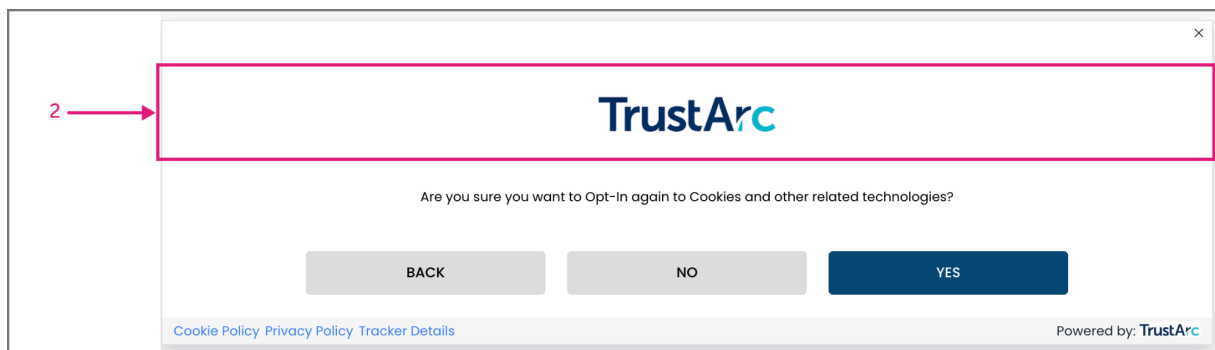 ×
2
TrustArc
Are you sure you want to Opt-In again to Cookies and other related technologies?
BACK NO YES
Cookie Policy Privacy Policy Tracker Details Powered by: TrustArc